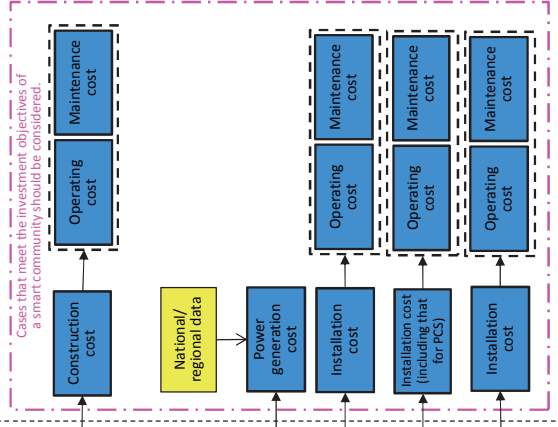 Cases that meet the investment objectives of
a smart community should be considered.
Construction
cost
Operating
cost
Maintenance
cost
National/
regional data
Power
generation
cost
Installation
cost
Operating
cost
Maintenance
cost
Installation cost
(including that
for PCS)
Operating
cost
Maintenance
cost
Installation
cost
Operating
cost
Maintenance
cost